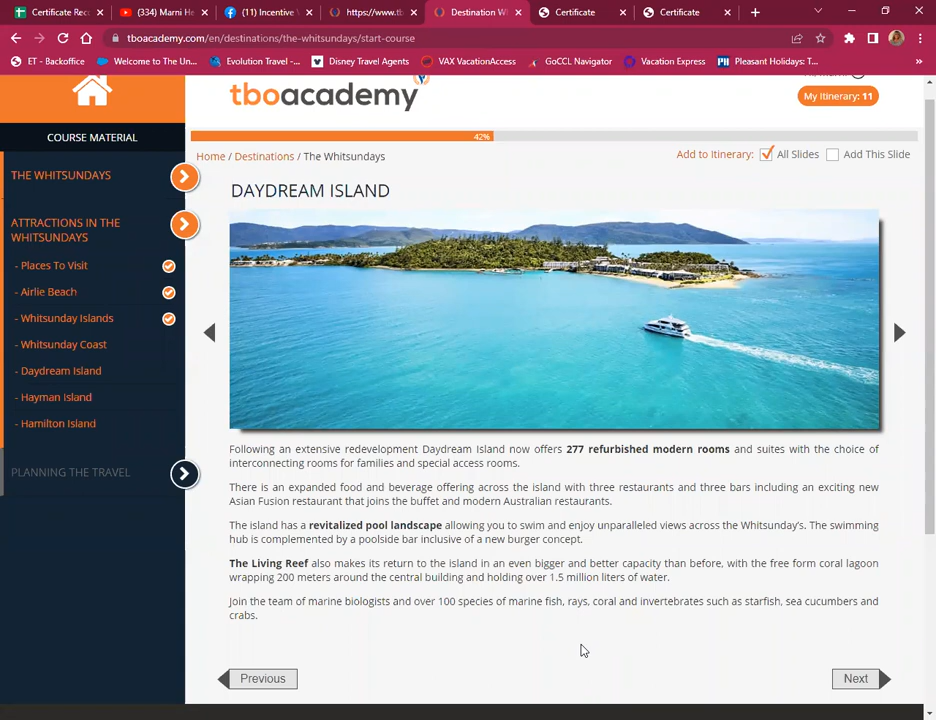 Certificate Rec
(334) Marni He
(11) Incentive
https://www.tb
Destination W
Certificate
Certificate
tboacademy.com/en/destinations/the-whitsundays/start-course
ET - Backoffice
Welcome to The Un...
Evolution Travel -...
Disney Travel Agents
VAX VacationAccess
GoCCL Navigator
Vacation Express
Pleasant Holidays: T...
»
tboacademy
My Itinerary: 11
COURSE MATERIAL
42%
Home / Destinations / The Whitsundays
Add to Itinerary: All Slides Add This Slide
THE WHITSUNDAYS
ATTRACTIONS IN THE
WHITSUNDAYS
- Places To Visit
- Airlie Beach
- Whitsunday Islands
- Whitsunday Coast
- Daydream Island
- Hayman Island
- Hamilton Island
PLANNING THE TRAVEL
DAYDREAM ISLAND
Following an extensive redevelopment Daydream Island now offers 277 refurbished modern rooms and suites with the choice of
interconnecting rooms for families and special access rooms.
There is an expanded food and beverage offering across the island with three restaurants and three bars including an exciting new
Asian Fusion restaurant that joins the buffet and modern Australian restaurants.
The island has a revitalized pool landscape allowing you to swim and enjoy unparalleled views across the Whitsunday's. The swimming
hub is complemented by a poolside bar inclusive of a new burger concept.
The Living Reef also makes its return to the island in an even bigger and better capacity than before, with the free form coral lagoon
wrapping 200 meters around the central building and holding over 1.5 million liters of water.
Join the team of marine biologists and over 100 species of marine fish, rays, coral and invertebrates such as starfish, sea cucumbers and
crabs.
Previous
Next